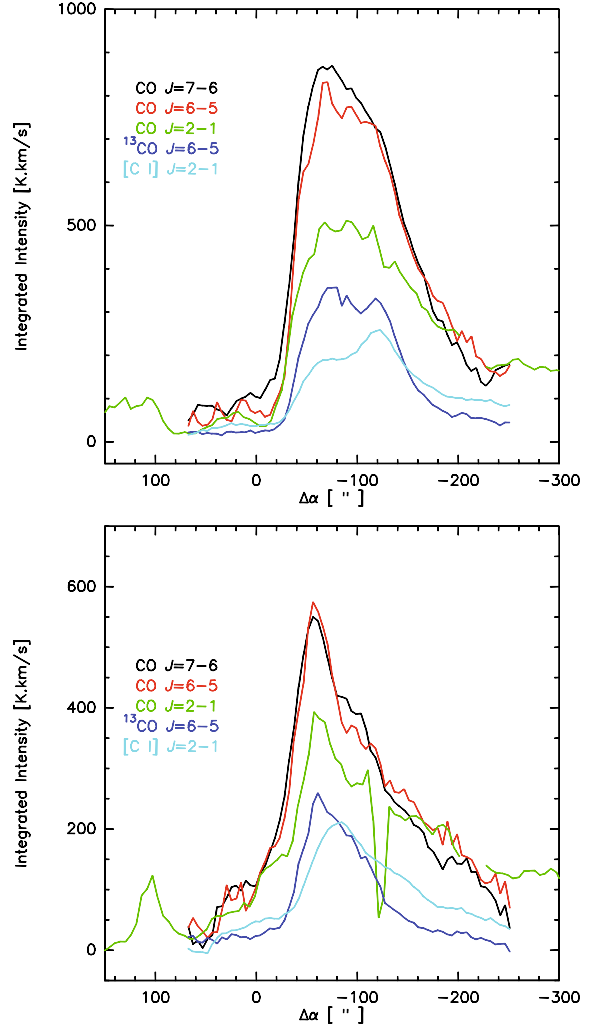 1000
CO J=7−6
CO J=6−5
CO J=2−1
¹³CO J=6−5
[C I] J=2−1
500
0
Integrated Intensity [K.km/s]
100 0 −100 −200 −300
Δα [ " ]
600
CO J=7−6
CO J=6−5
CO J=2−1
¹³CO J=6−5
[C I] J=2−1
400
200
0
Integrated Intensity [K.km/s]
100 0 −100 −200 −300
Δα [ " ]